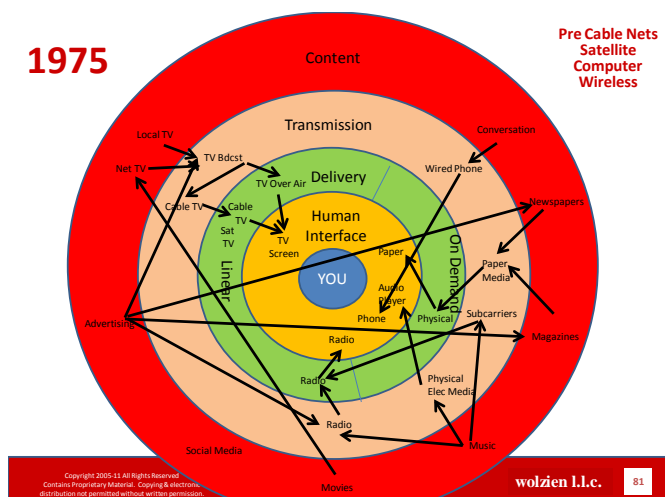 1975
Pre Cable Nets
Satellite
Computer
Wireless
Content
Transmission
Local TV
Conversation
TV Bdcst
Net TV
Wired Phone
Delivery
TV Over Air
Cable TV
Cable
TV
Newspapers
Human
Interface
Sat
TV
TV
Screen
Paper
On Demand
Linear
YOU
Paper
Media
Audio
Player
Phone
Physical
Subcarriers
Advertising
Radio
Magazines
Radio
Physical
Elec Media
Radio
Social Media
Music
Movies
Copyright 2005-11 All Rights Reserved
Contains Proprietary Material. Copying & electronic
distribution not permitted without written permission.
wolzien l.l.c.
81